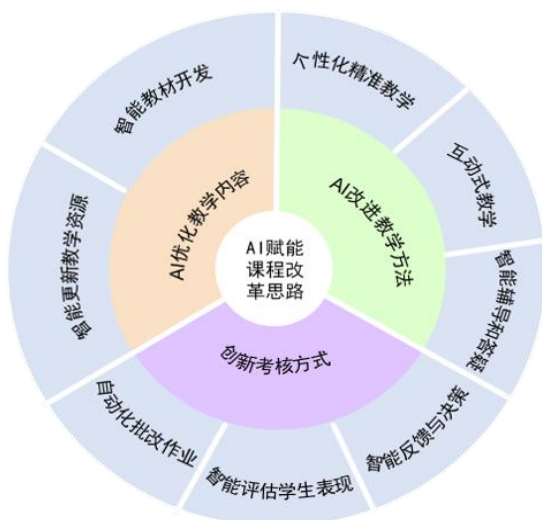 AI赋能
课程改
革思路
AI优化教学内容
AI改进教学方法
创新考核方式
智能教材开发
个性化精准教学
互动式教学
智能辅导和答疑
智能反馈与决策
智能评估学生表现
自动化批改作业
智能更新教学资源